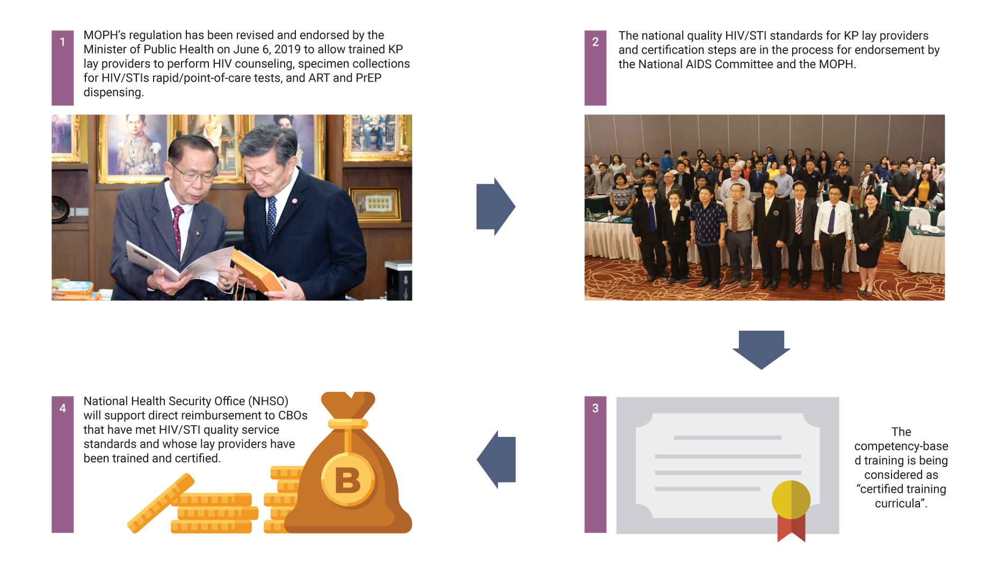 1
MOPH’s regulation has been revised and endorsed by the
Minister of Public Health on June 6, 2019 to allow trained KP
lay providers to perform HIV counseling, specimen collections
for HIV/STIs rapid/point-of-care tests, and ART and PrEP
dispensing.
2
The national quality HIV/STI standards for KP lay providers
and certification steps are in the process for endorsement by
the National AIDS Committee and the MOPH.
3
The
competency-base
d training is being
considered as
“certified training
curricula”.
4
National Health Security Office (NHSO)
will support direct reimbursement to CBOs
that have met HIV/STI quality service
standards and whose lay providers have
been trained and certified.
B